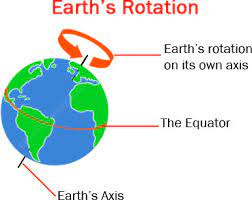 Earth's Rotation
Earth's rotation
on its own axis
The Equator
Earth's Axis